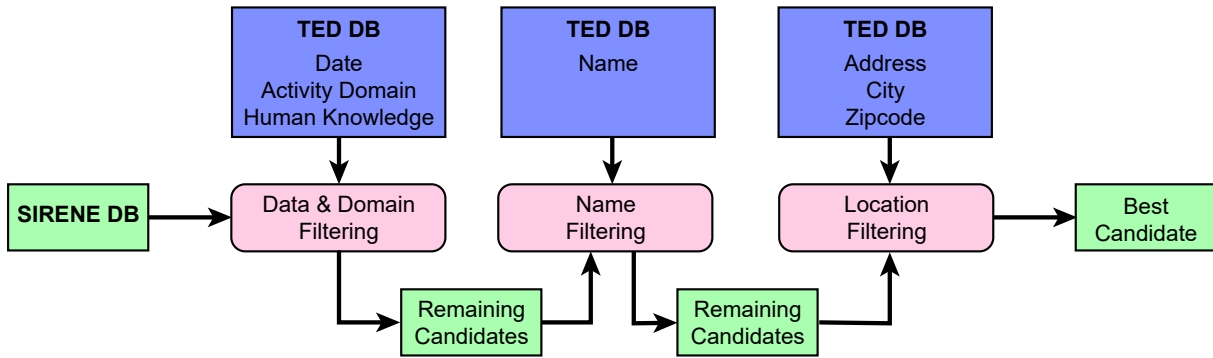 TED DB
Date
Activity Domain
Human Knowledge
TED DB
Name
TED DB
Address
City
Zipcode
SIRENE DB
Data & Domain
Filtering
Name
Filtering
Location
Filtering
Best
Candidate
Remaining
Candidates
Remaining
Candidates